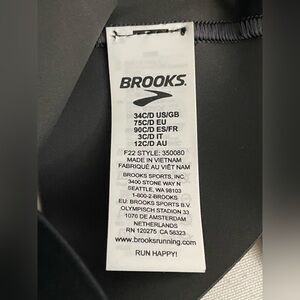 BROOKS
34C/D US/GB
75C/D EU
90C/D ES/FR
3C/D IT
12C/D AU
F22 STYLE: 350080
MADE IN VIETNAM
FABRIQUÉ AU VIÊT-NAM
BROOKS SPORTS, INC.
3400 STONE WAY N
SEATTLE, WA 98103
1-800-2-BROOKS
EU: BROOKS SPORTS B.V.
OLYMPISCH STADION 33
1076 DE AMSTERDAM
NETHERLANDS
RN 120275 CA 56323
www.brooksrunning.com
RUN HAPPY!